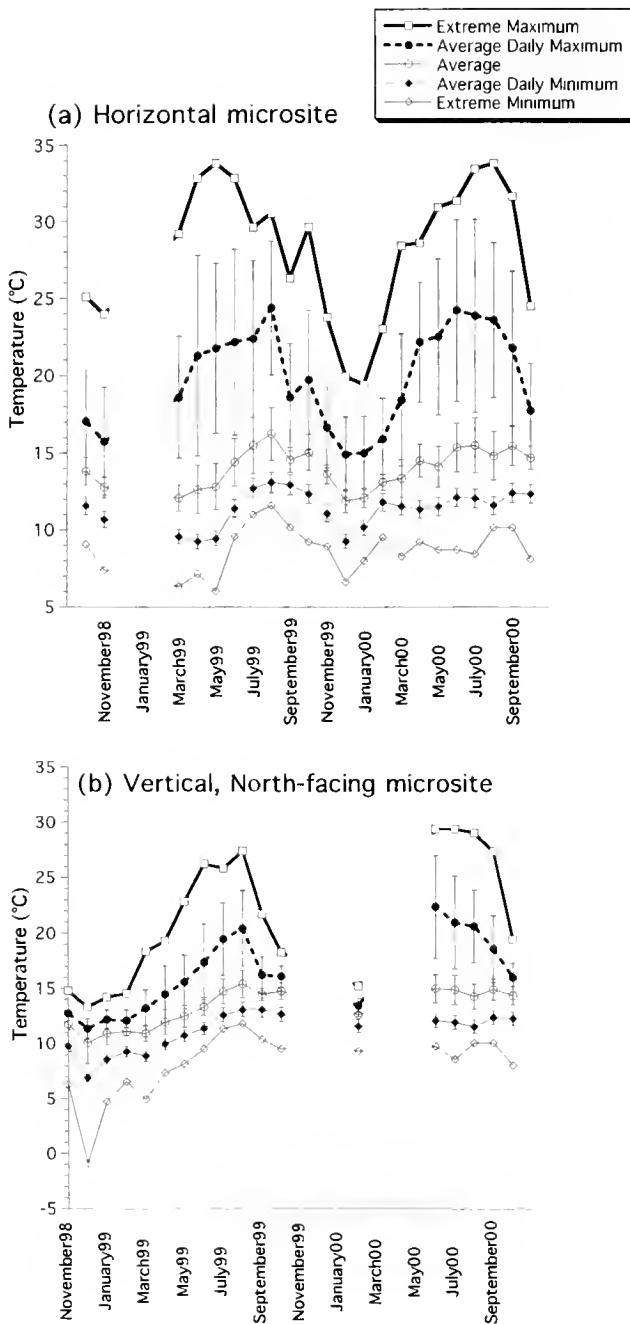 Extreme Maximum
Average Daily Maximum
Average
Average Daily Minimum
Extreme Minimum
(a) Horizontal microsite
35
30
25
20
15
10
5
Temperature (°C)
November98
January99
March99
May99
July99
September99
November99
January00
March00
May00
July00
September00
(b) Vertical, North-facing microsite
35
30
25
20
15
10
5
0
-5
Temperature (°C)
November98
January99
March99
May99
July99
September99
November99
January00
March00
May00
July00
September00